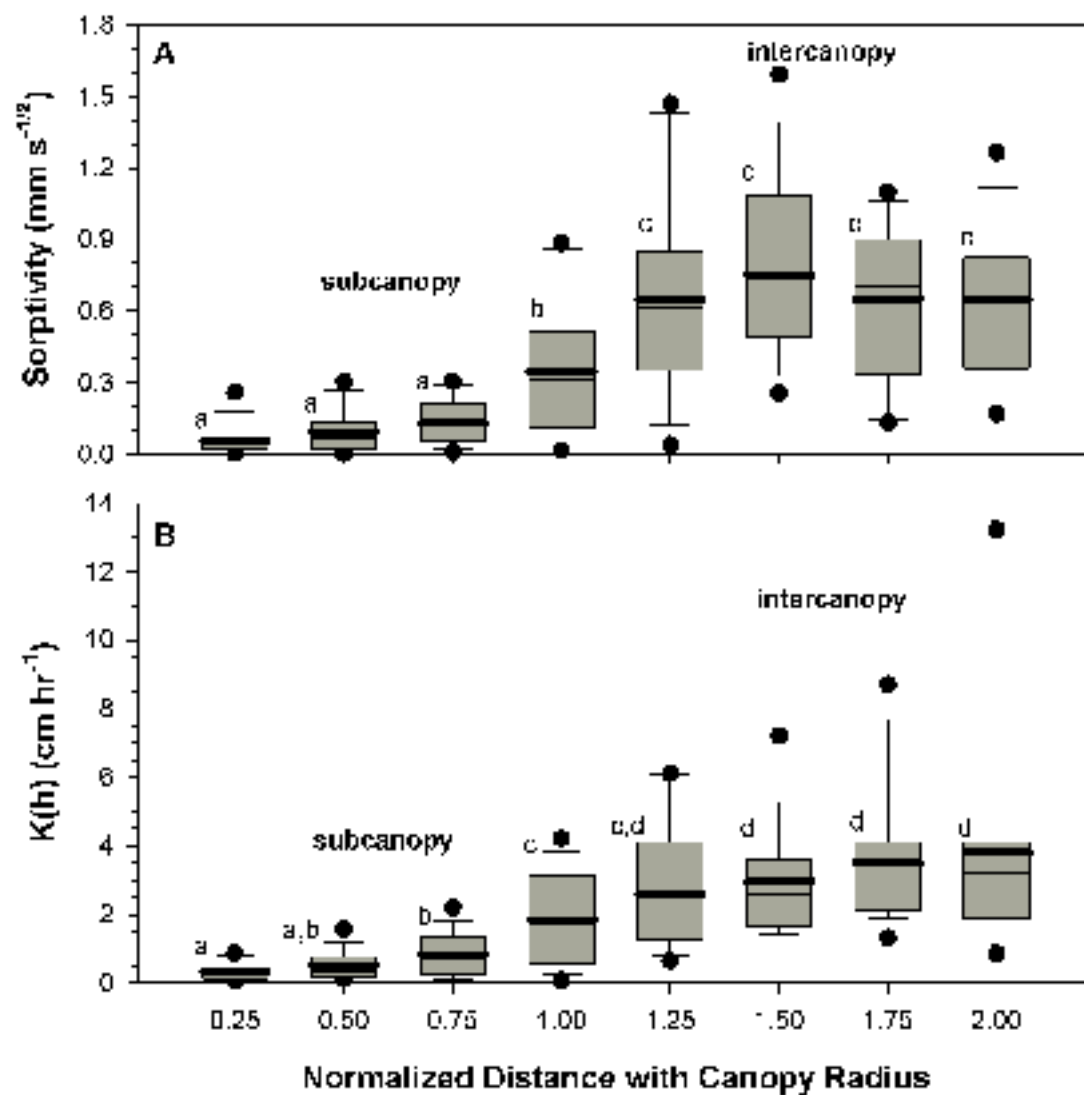 A
intercanopy
subcanopy
Sorptivity (mm s⁻¹/²)
1.8
1.5
1.2
0.9
0.6
0.3
0.0
a
a
a
b
c
c
c
c
B
intercanopy
subcanopy
K(h) (cm hr⁻¹)
14
12
10
8
6
4
2
0
a
a,b
b
c
c,d
d
d
d
0.25 0.50 0.75 1.00 1.25 1.50 1.75 2.00
Normalized Distance with Canopy Radius